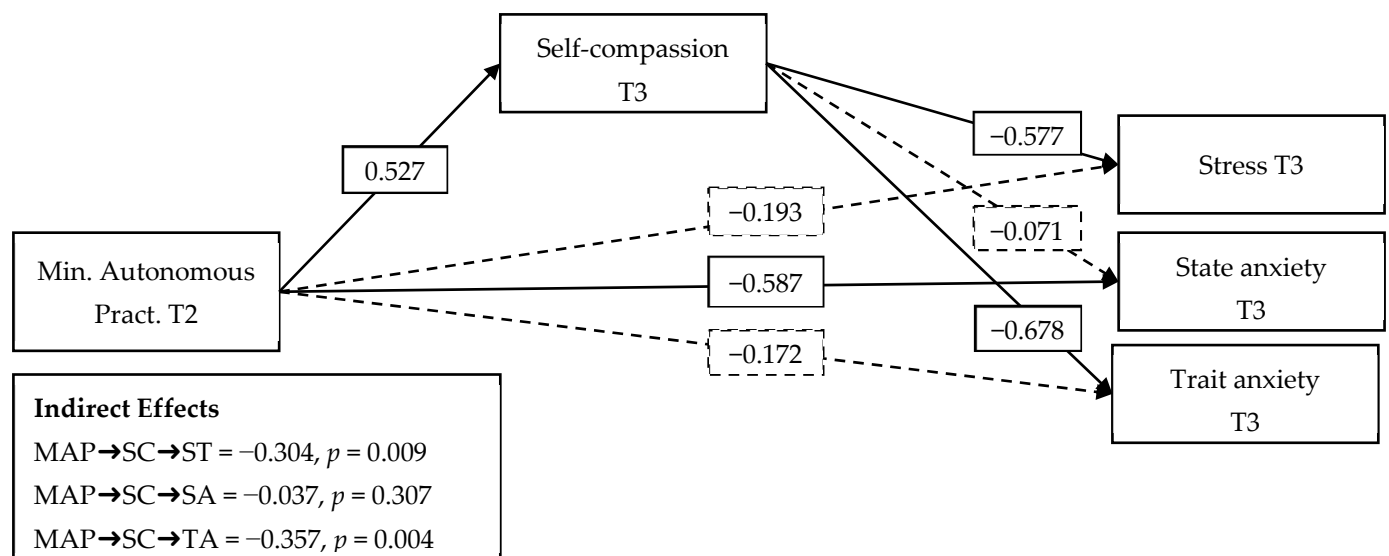 Self-compassion
T3
−0.577
0.527
Stress T3
−0.193
−0.071
Min. Autonomous
Pract. T2
−0.587
State anxiety
T3
−0.678
−0.172
Trait anxiety
T3
Indirect Effects
MAP➔SC➔ST = −0.304, p = 0.009
MAP➔SC➔SA = −0.037, p = 0.307
MAP➔SC➔TA = −0.357, p = 0.004